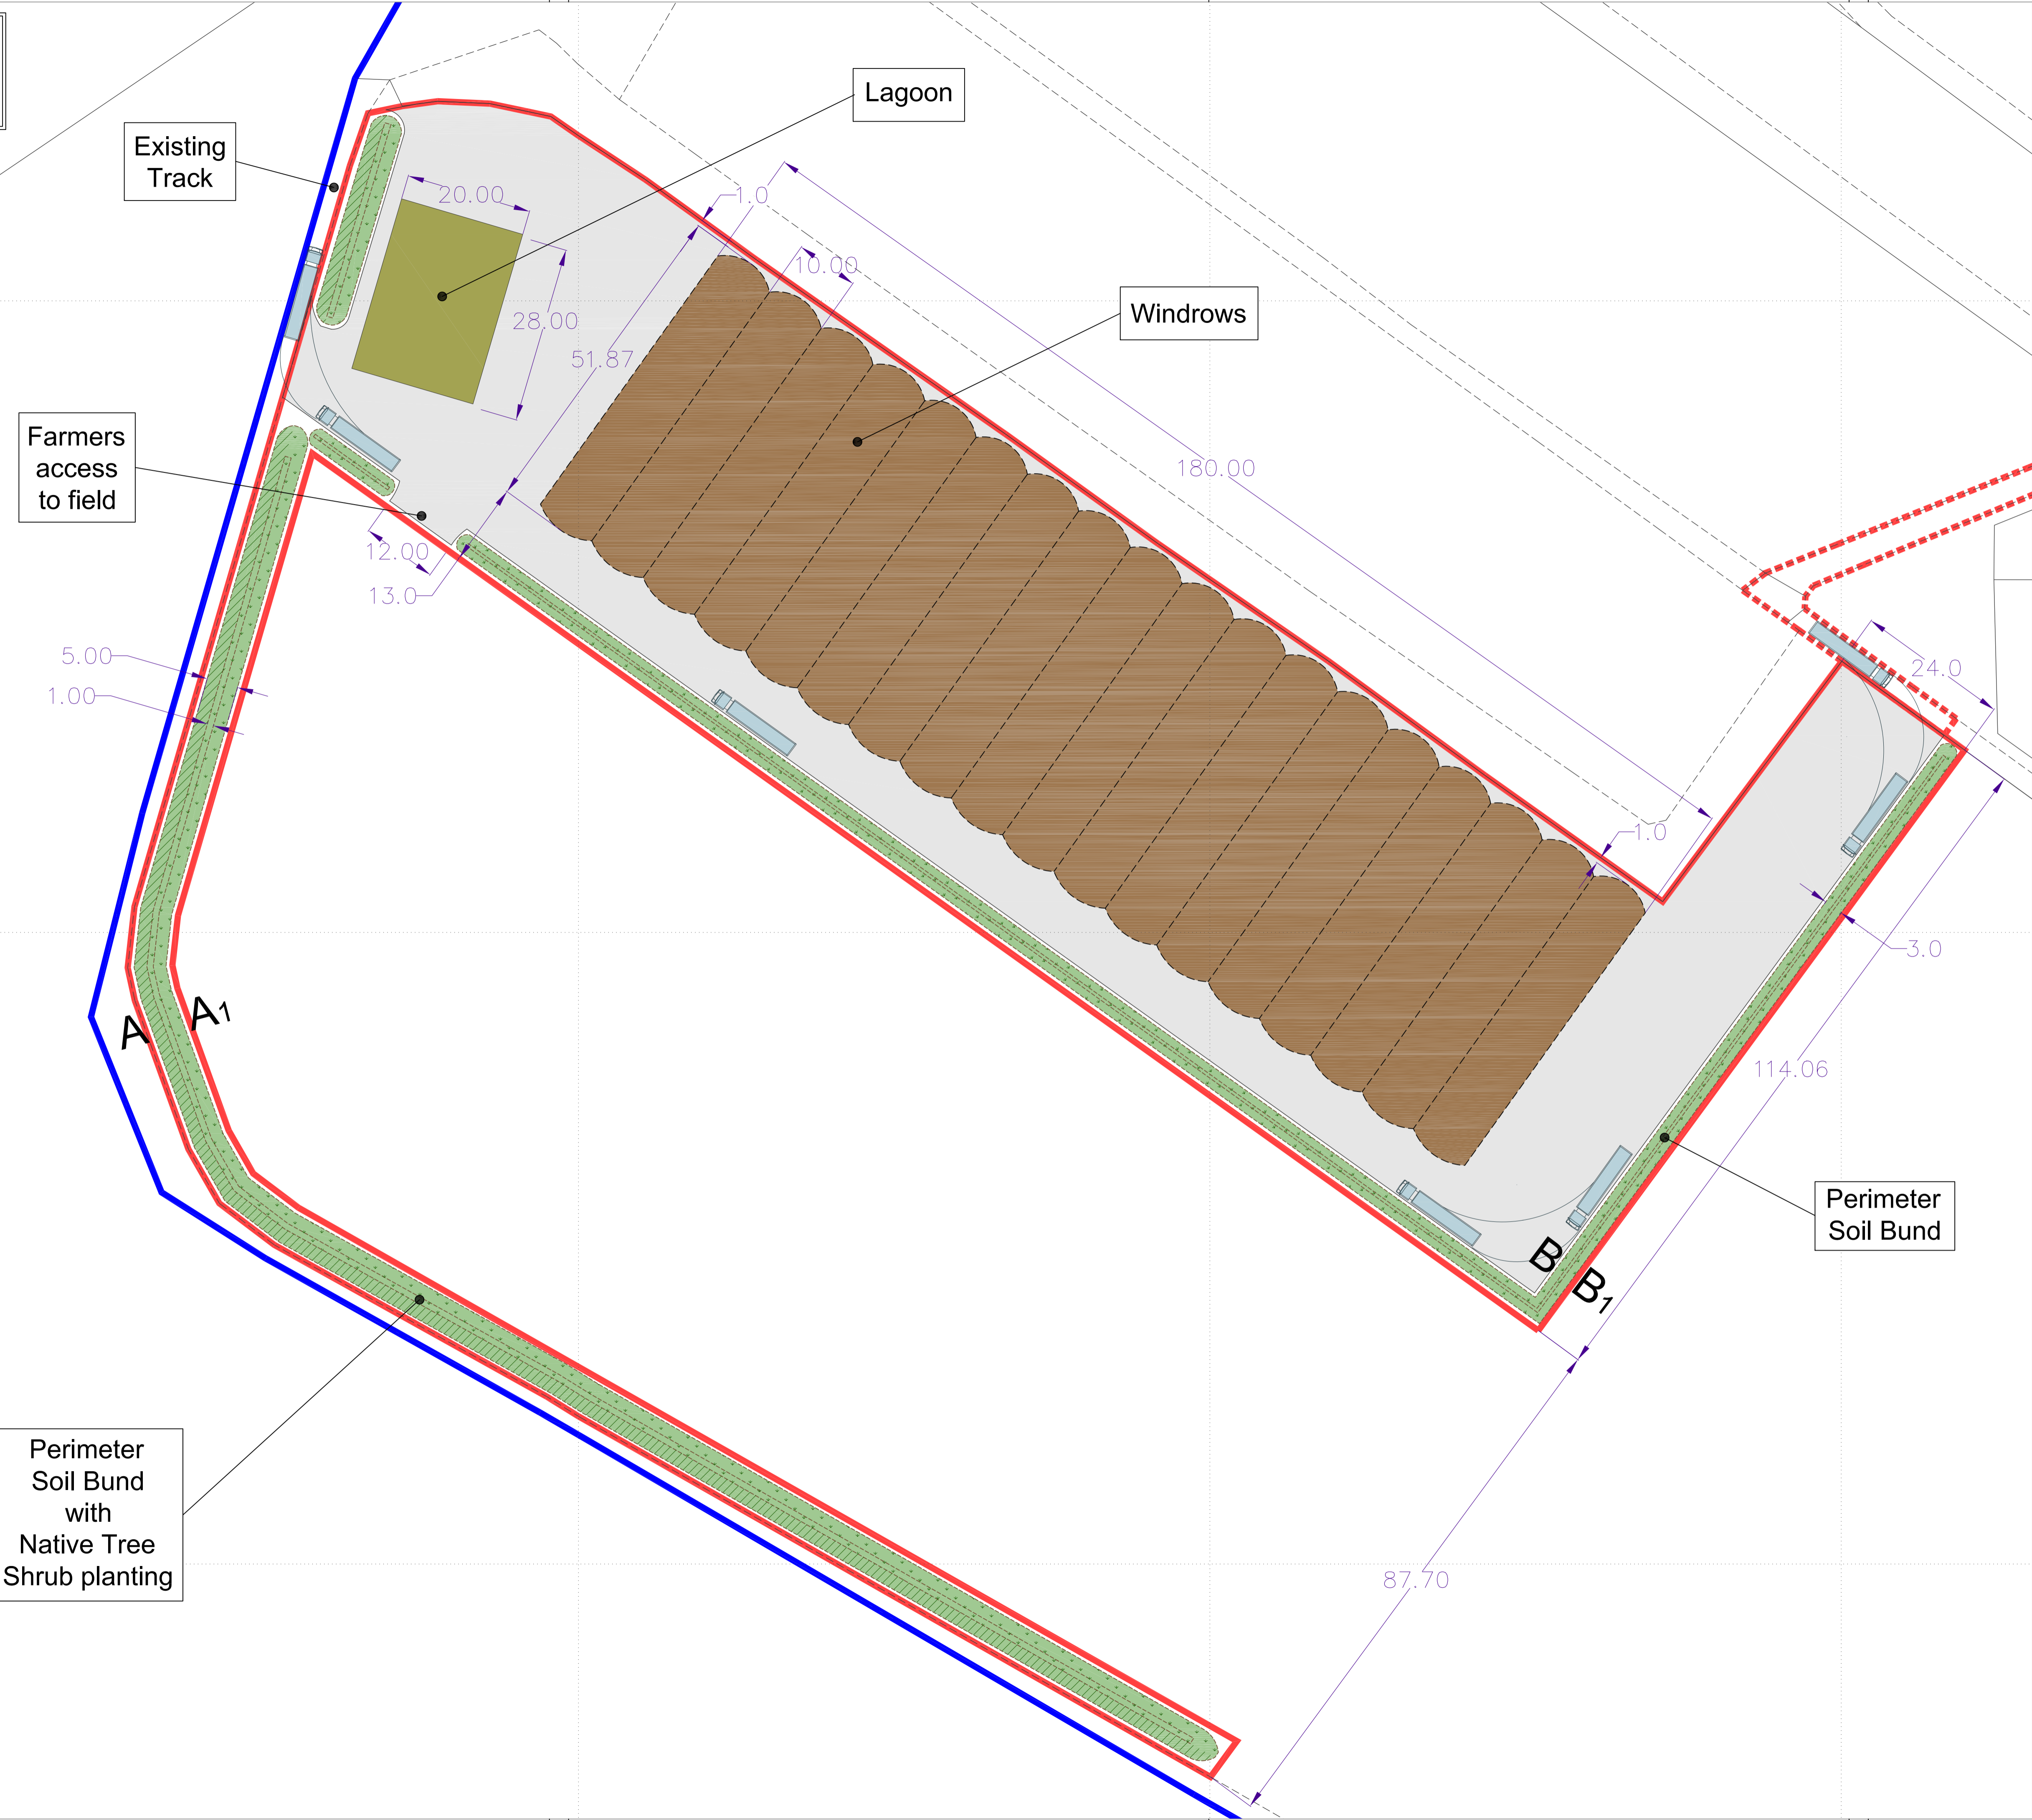 Lagoon
Existing
Track
20.00
1.0
10.00
28.00
51.87
Windrows
Farmers
access
to field
180.00
12.00
13.0
5.00
1.00
24.0
1.0
3.0
A
A1
114.06
Perimeter
Soil Bund
B
B1
Perimeter
Soil Bund
with
Native Tree
Shrub planting
87.70